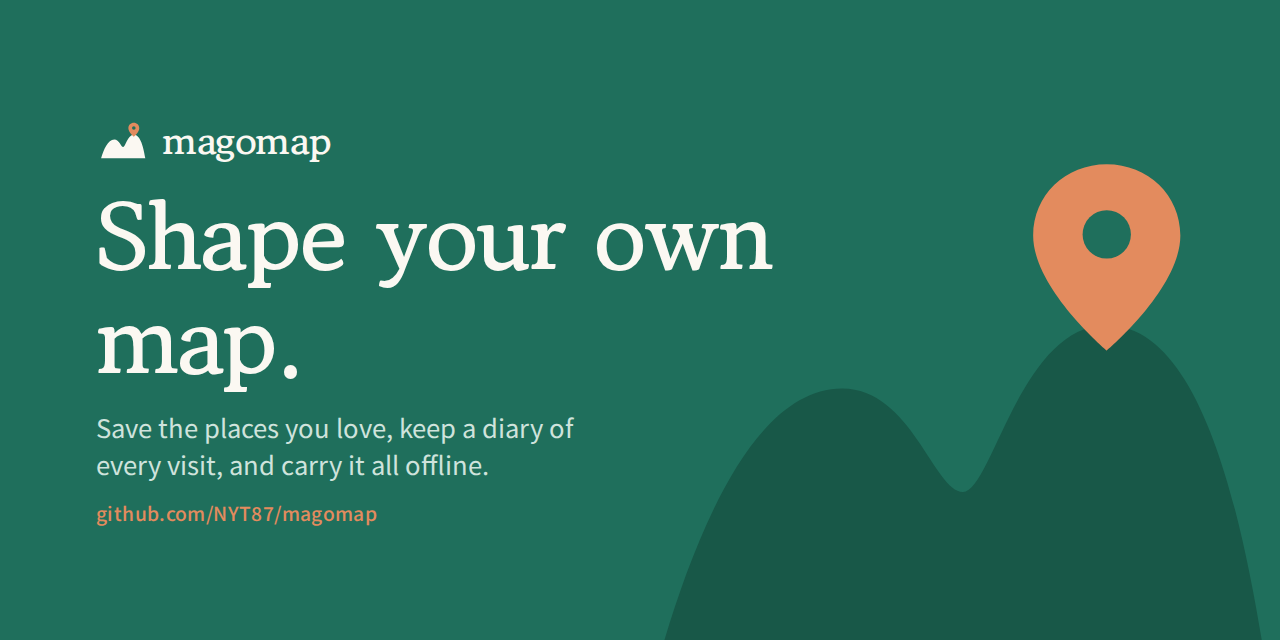 magomap
Shape your own
map.
Save the places you love, keep a diary of
every visit, and carry it all offline.
github.com/NYT87/magomap